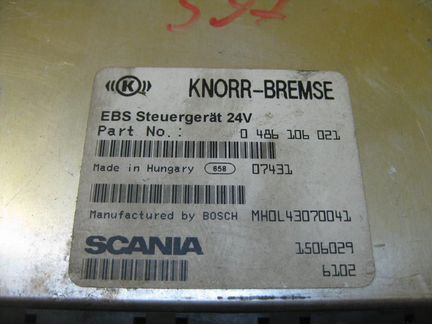 597
K KNORR-BREMSE
EBS Steuergerät 24V
Part No.: 0 486 106 021
Made in Hungary 658 07431
Manufactured by BOSCH MHOL43070041
SCANIA 1506029
6102